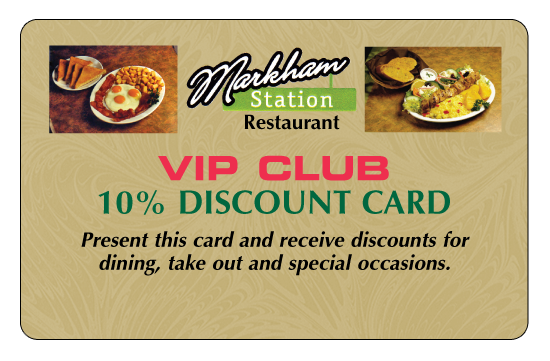 Markham
Station
Restaurant
VIP CLUB
10% DISCOUNT CARD
Present this card and receive discounts for
dining, take out and special occasions.